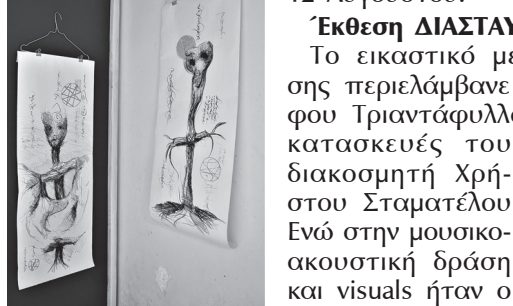 12 Αυγούστου.
Έκθεση ΔΙΑΣΤΑΥ
Το εικαστικό με
σης περιελάμβανε
φου Τριαντάφυλλο
κατασκευές του
διακοσμητή Χρή-
στου Σταματέλου
Ενώ στην μουσικο-
ακουστική δράση
και visuals ήταν ο